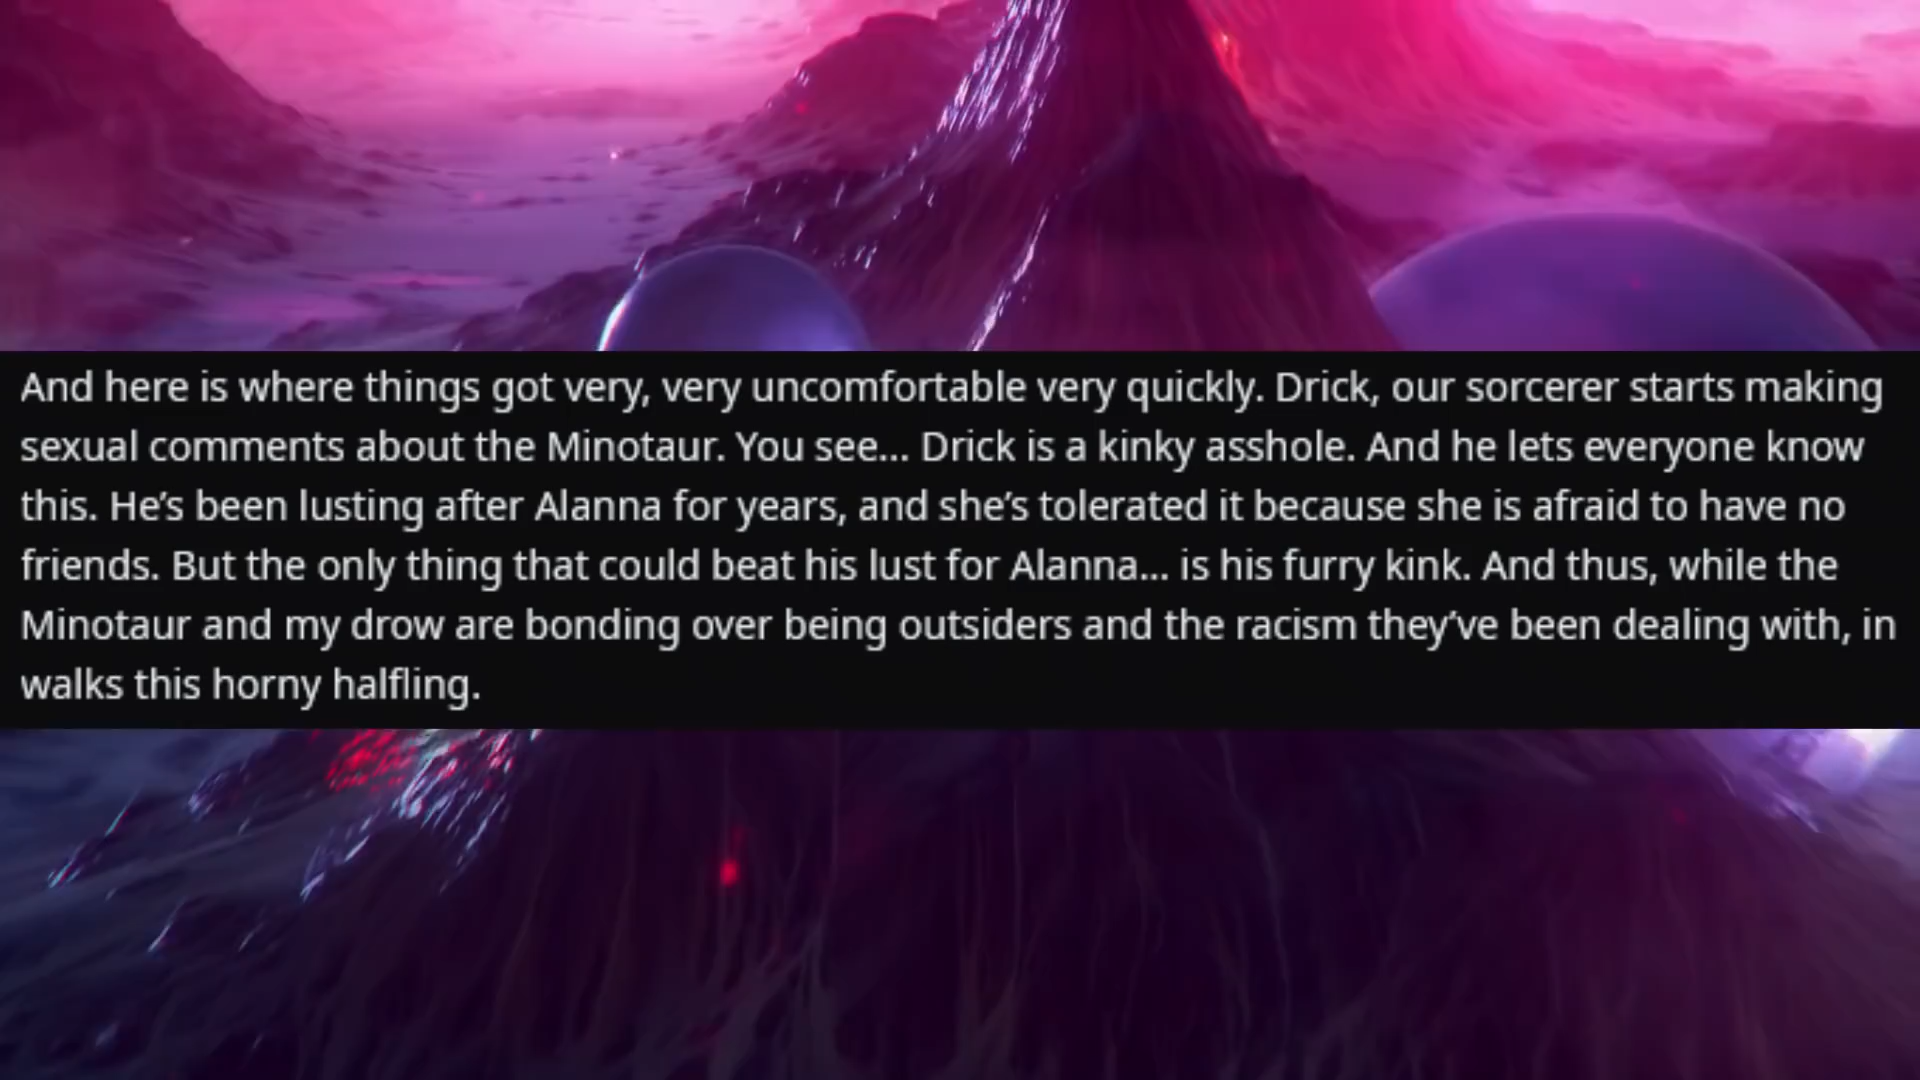 And here is where things got very, very uncomfortable very quickly. Drick, our sorcerer starts making
sexual comments about the Minotaur. You see... Drick is a kinky asshole. And he lets everyone know
this. He’s been lusting after Alanna for years, and she’s tolerated it because she is afraid to have no
friends. But the only thing that could beat his lust for Alanna... is his furry kink. And thus, while the
Minotaur and my drow are bonding over being outsiders and the racism they’ve been dealing with, in
walks this horny halfling.